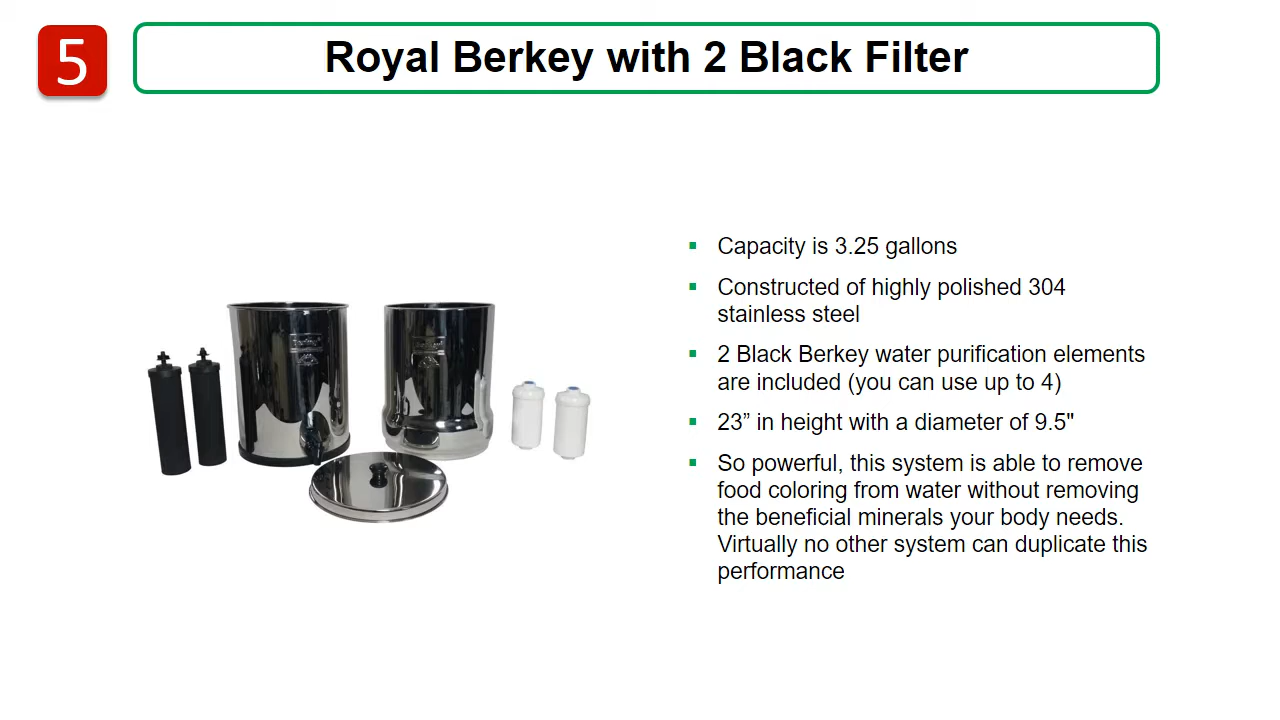 5
Royal Berkey with 2 Black Filter
▪ Capacity is 3.25 gallons
▪ Constructed of highly polished 304
stainless steel
▪ 2 Black Berkey water purification elements
are included (you can use up to 4)
▪ 23” in height with a diameter of 9.5"
▪ So powerful, this system is able to remove
food coloring from water without removing
the beneficial minerals your body needs.
Virtually no other system can duplicate this
performance